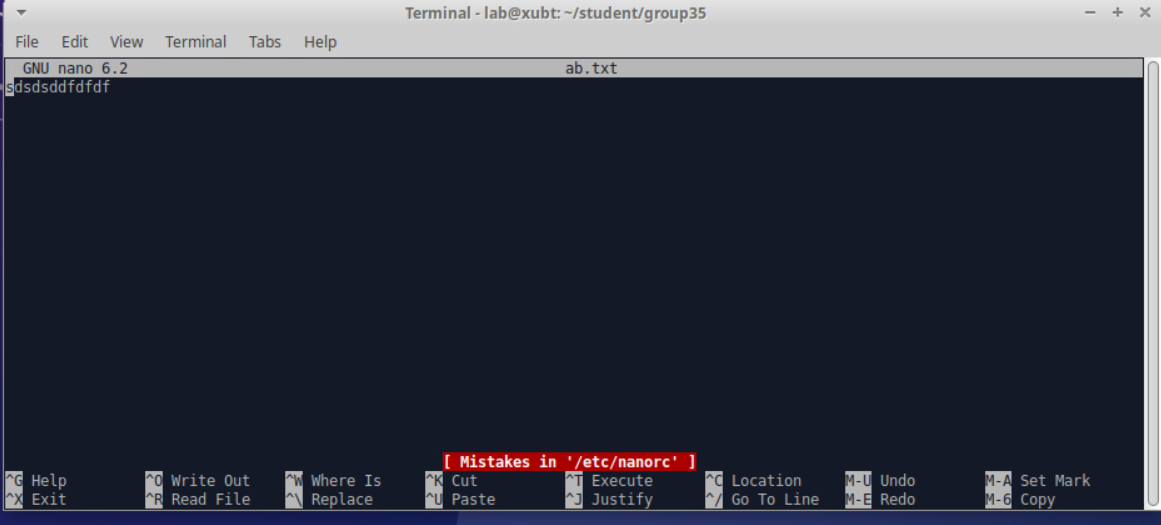 Terminal - lab@xubt: ~/student/group35
File Edit View Terminal Tabs Help
GNU nano 6.2 ab.txt
sdsdsddfdfdf
[ Mistakes in '/etc/nanorc' ]
^G Help ^O Write Out ^W Where Is ^K Cut ^T Execute ^C Location M-U Undo M-A Set Mark
^X Exit ^R Read File ^\ Replace ^U Paste ^J Justify ^/ Go To Line M-E Redo M-6 Copy